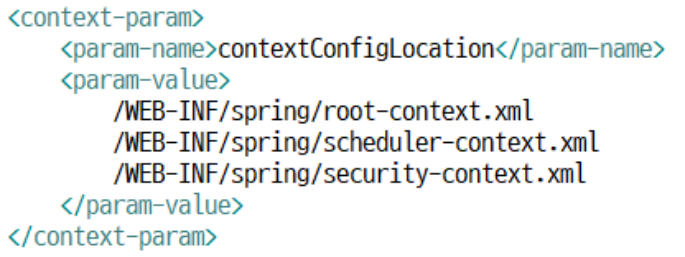 <context-param>
    <param-name>contextConfigLocation</param-name>
    <param-value>
        /WEB-INF/spring/root-context.xml
        /WEB-INF/spring/scheduler-context.xml
        /WEB-INF/spring/security-context.xml
    </param-value>
</context-param>